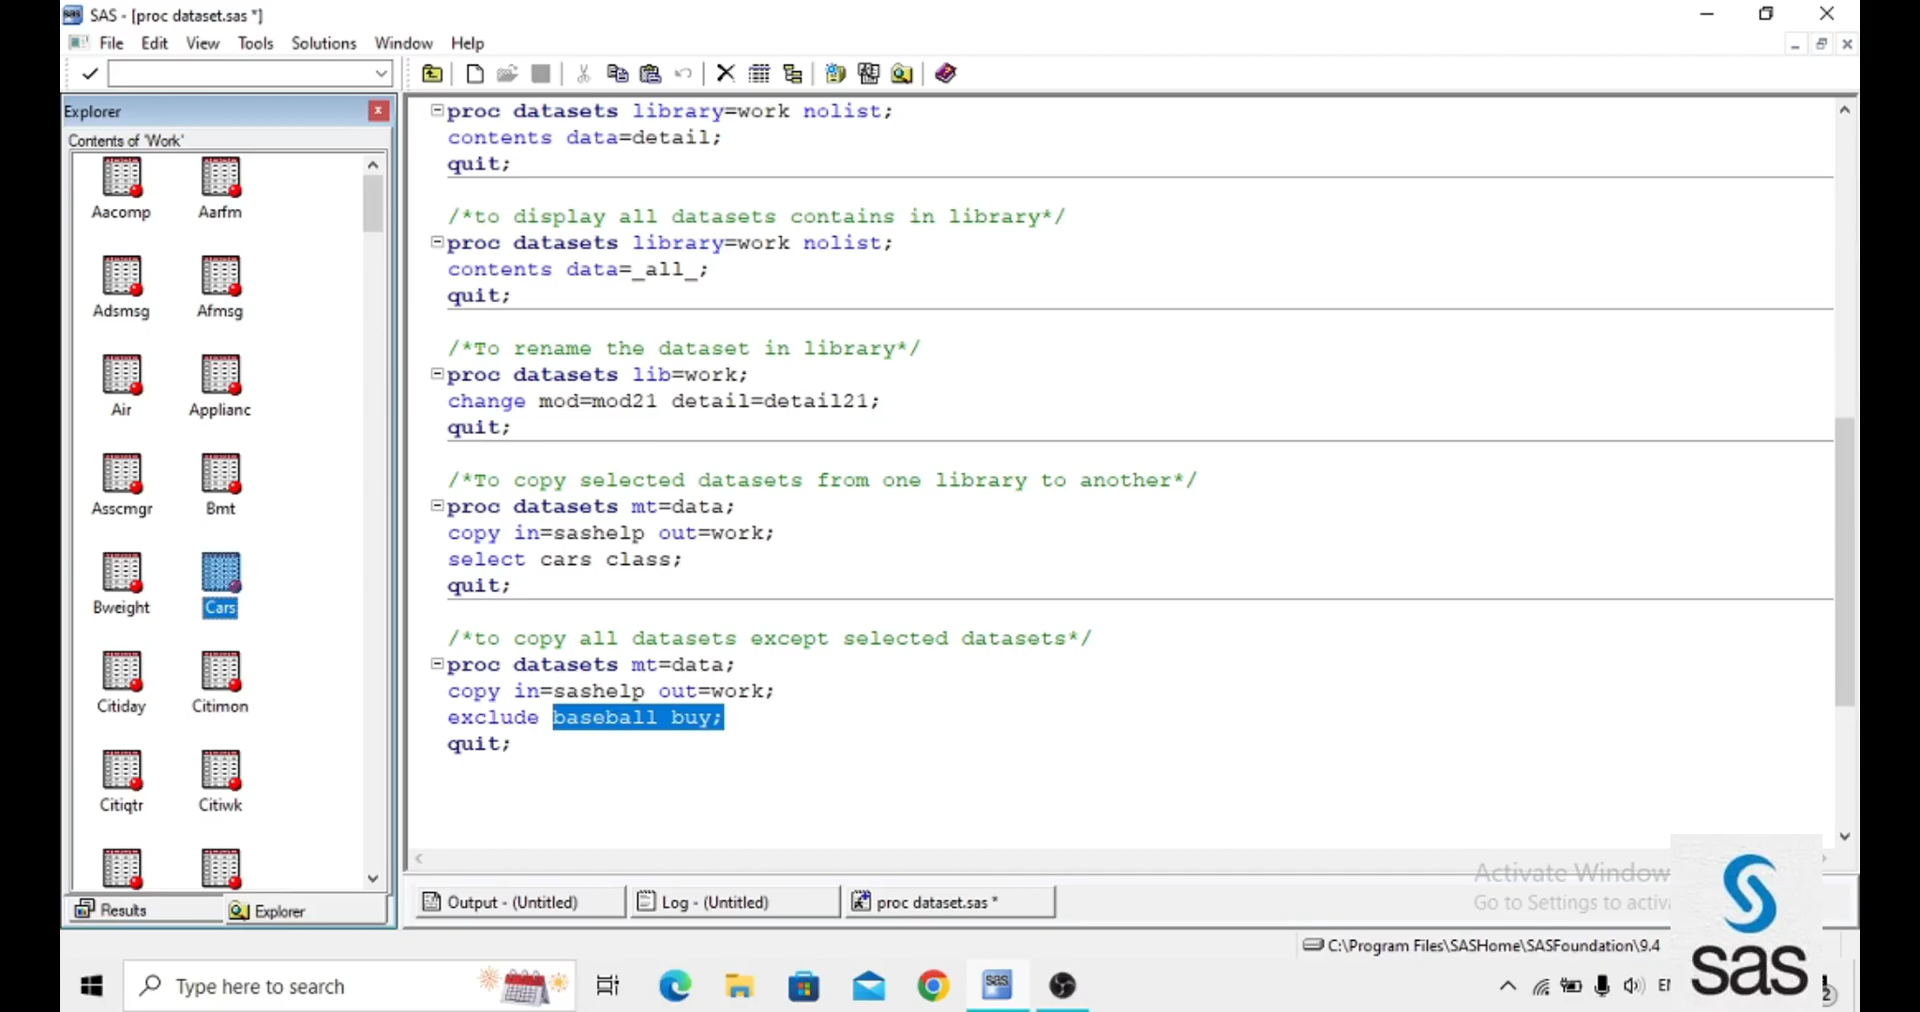 SAS - [proc dataset.sas *]
File Edit View Tools Solutions Window Help
Explorer
Contents of 'Work'
Aacomp Aarfm
Adsmsg Afmsg
Air Applianc
Asscmgr Bmt
Bweight Cars
Citiday Citimon
Citiqtr Citiwk
Results Explorer
proc datasets library=work nolist;
contents data=detail;
quit;
/*to display all datasets contains in library*/
proc datasets library=work nolist;
contents data=_all_;
quit;
/*To rename the dataset in library*/
proc datasets lib=work;
change mod=mod21 detail=detail21;
quit;
/*To copy selected datasets from one library to another*/
proc datasets mt=data;
copy in=sashelp out=work;
select cars class;
quit;
/*to copy all datasets except selected datasets*/
proc datasets mt=data;
copy in=sashelp out=work;
exclude baseball buy;
quit;
Output - (Untitled) Log - (Untitled) proc dataset.sas *
Activate Window
Go to Settings to activa
C:\Program Files\SASHome\SASFoundation\9.4
sas
Type here to search
sas
2